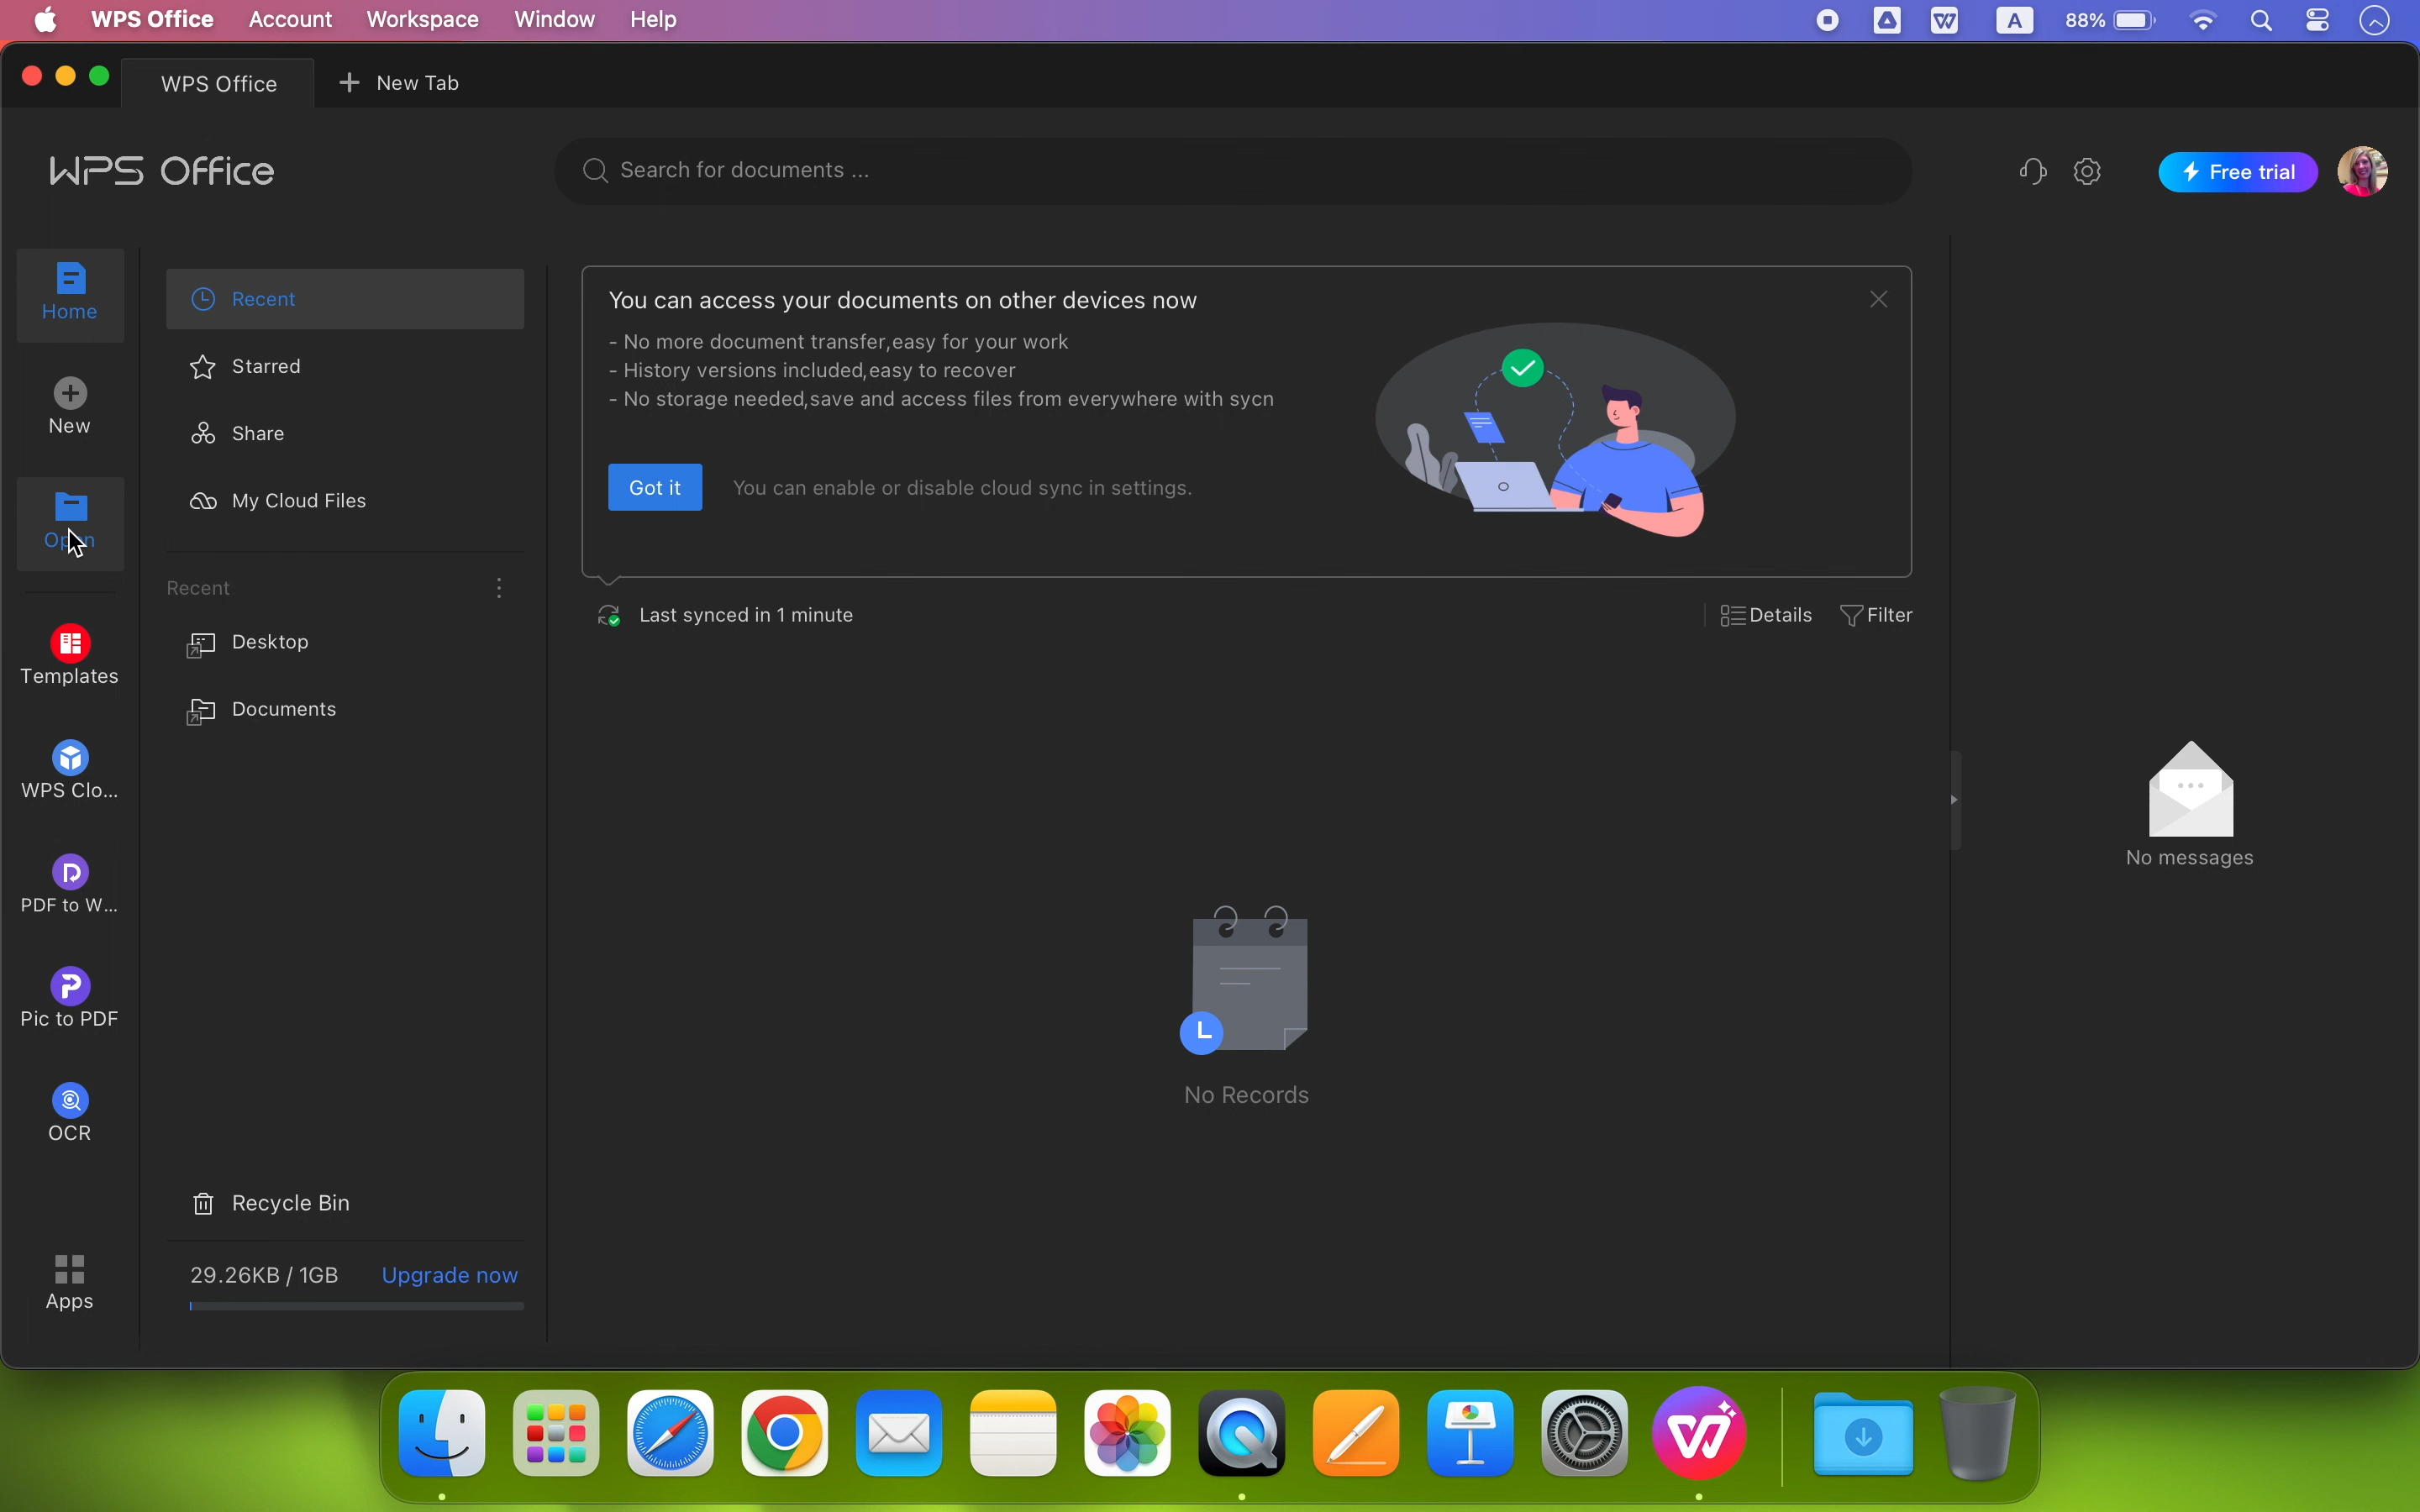 WPS Office Account Workspace Window Help
A 88%
WPS Office New Tab
WPS Office
Search for documents ...
Free trial
Home
New
Open
Templates
WPS Clo...
PDF to W...
Pic to PDF
OCR
Apps
Recent
Starred
Share
My Cloud Files
Recent
Desktop
Documents
Recycle Bin
29.26KB / 1GB Upgrade now
You can access your documents on other devices now
- No more document transfer,easy for your work
- History versions included,easy to recover
- No storage needed,save and access files from everywhere with sycn
Got it You can enable or disable cloud sync in settings.
Last synced in 1 minute Details Filter
No Records
No messages